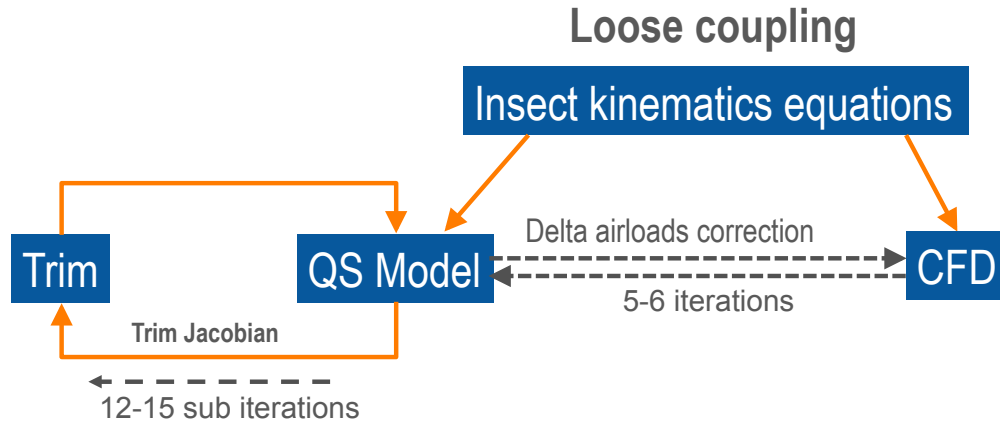 Loose coupling
Insect kinematics equations
Delta airloads correction
Trim
QS Model
CFD
5-6 iterations
Trim Jacobian
12-15 sub iterations